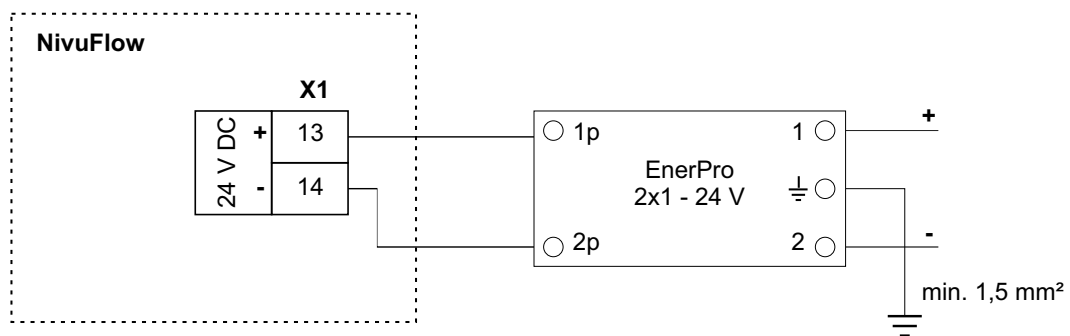 NivuFlow
X1
24 V DC
+ 13
- 14
1p
2p
EnerPro
2x1 - 24 V
1
2
+
-
min. 1,5 mm²